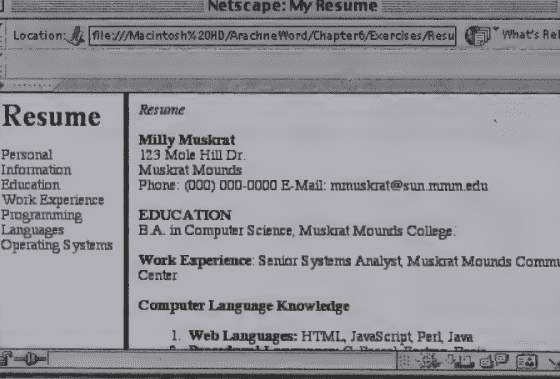 Netscape: My Resume
Location: file:///Macintosh%20HD/ArachneWord/Chapter6/Exercises/Resu What's Rel
Resume
Personal
Information
Education
Work Experience
Programming
Languages
Operating Systems
Resume
Milly Muskrat
123 Mole Hill Dr.
Muskrat Mounds
Phone: (000) 000-0000 E-Mail: mmuskrat@sun.mmm.edu
EDUCATION
B.A. in Computer Science, Muskrat Mounds College.
Work Experience: Senior Systems Analyst, Muskrat Mounds Commu
Center
Computer Language Knowledge
1. Web Languages: HTML, JavaScript, Perl, Java